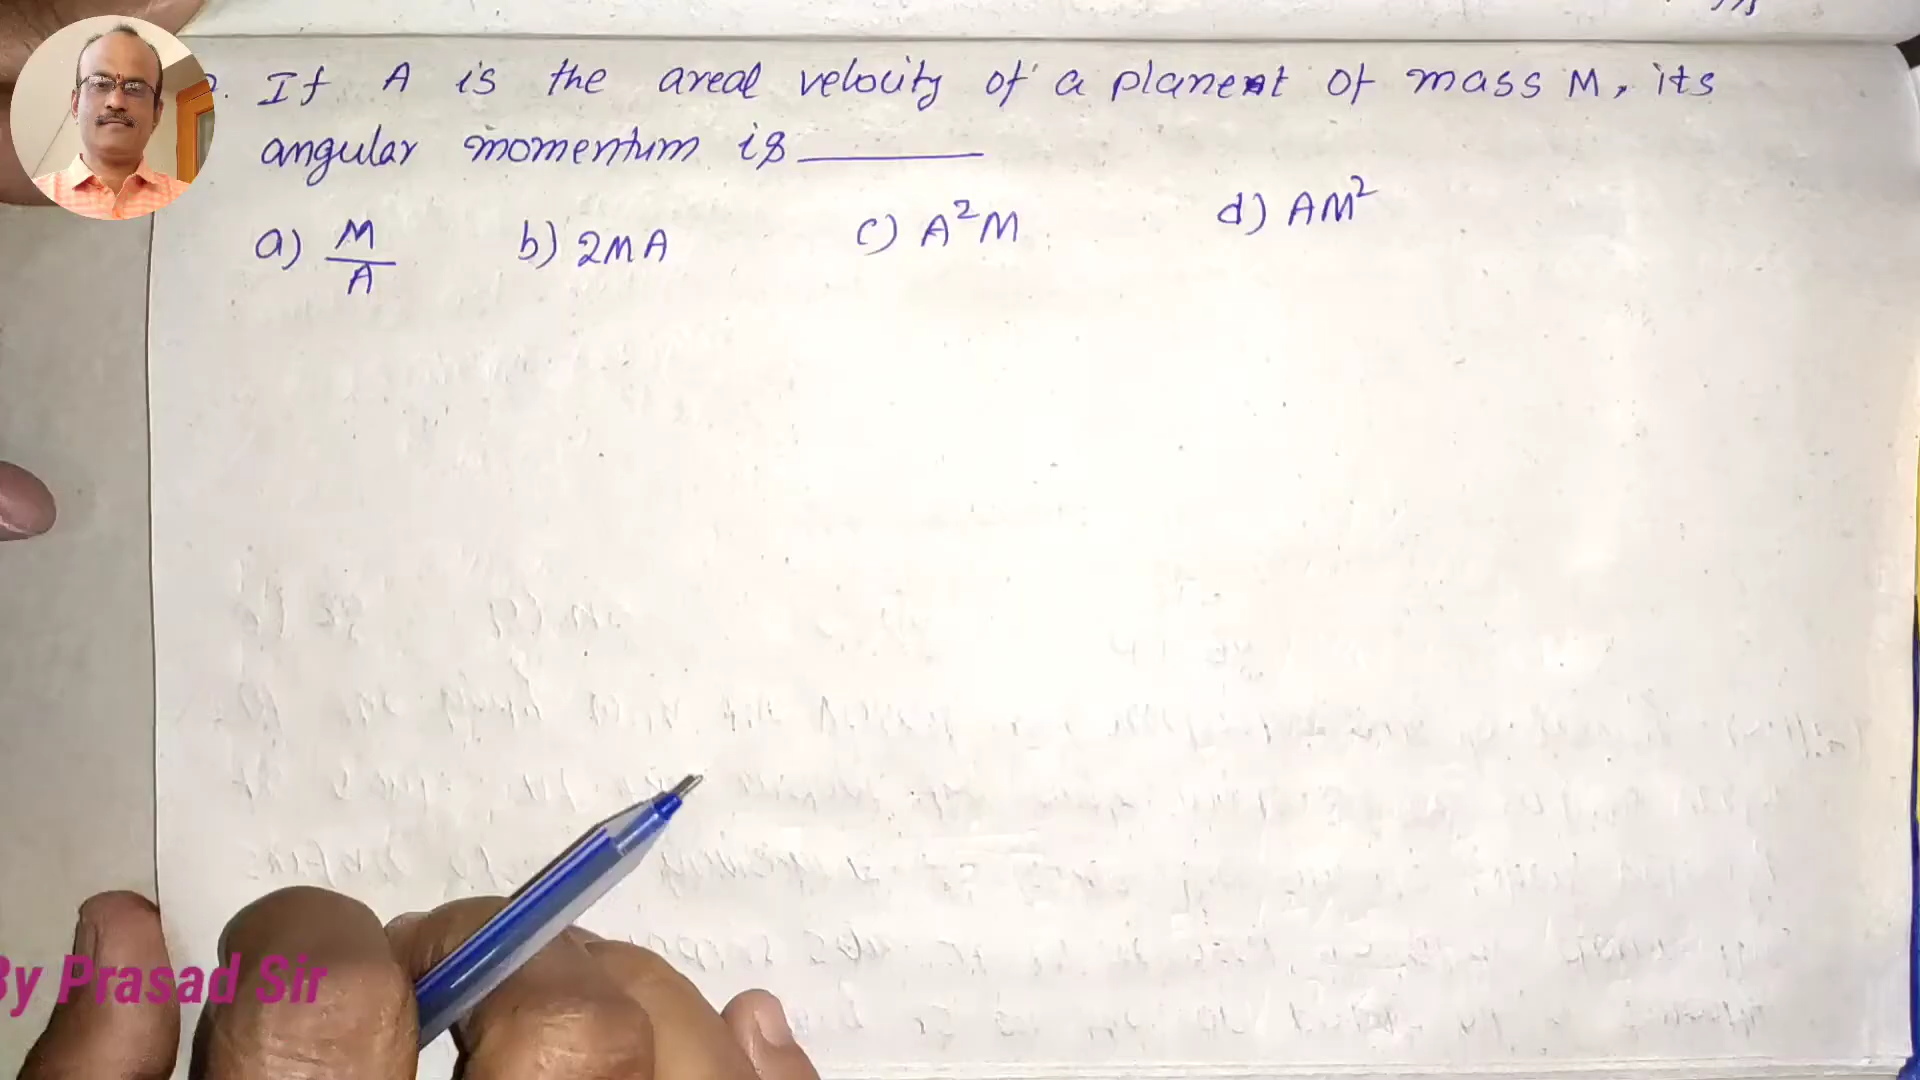 If A is the areal velocity of a planet of mass M, its
angular momentum is ______
a) M/A b) 2MA c) A²M d) AM²
By Prasad Sir